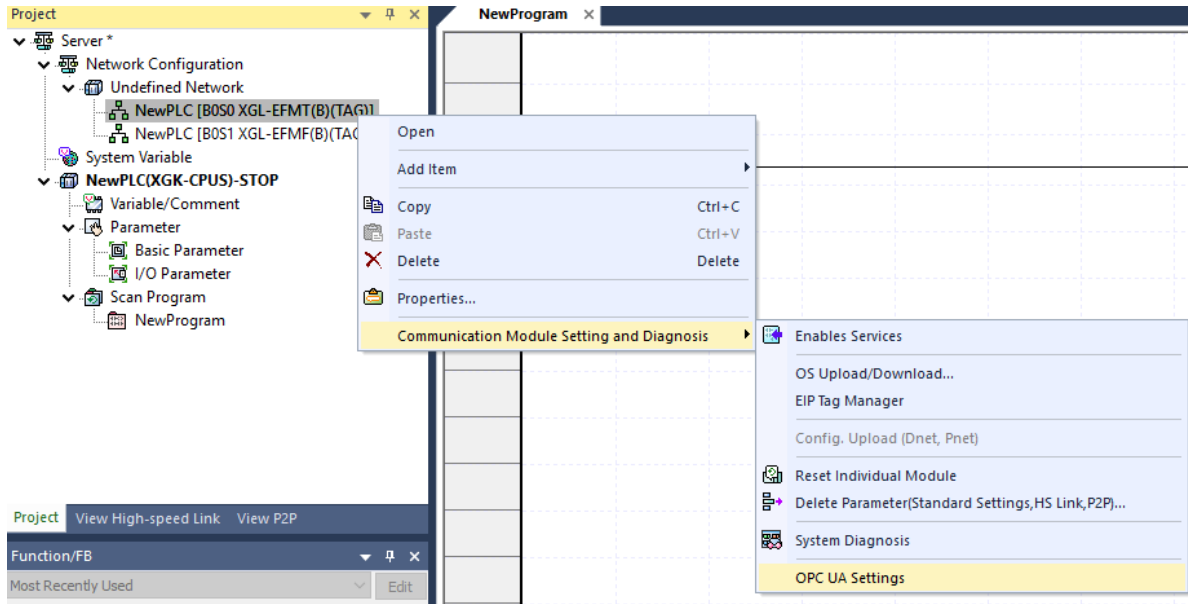 Project
NewProgram
Server *
Network Configuration
Undefined Network
NewPLC [B0S0 XGL-EFMT(B)(TAG)]
NewPLC [B0S1 XGL-EFMF(B)(TAG
System Variable
NewPLC(XGK-CPUS)-STOP
Variable/Comment
Parameter
Basic Parameter
I/O Parameter
Scan Program
NewProgram
Open
Add Item
Copy Ctrl+C
Paste Ctrl+V
Delete Delete
Properties...
Communication Module Setting and Diagnosis
Enables Services
OS Upload/Download...
EIP Tag Manager
Config. Upload (Dnet, Pnet)
Reset Individual Module
Delete Parameter(Standard Settings,HS Link,P2P)...
System Diagnosis
OPC UA Settings
Project View High-speed Link View P2P
Function/FB
Most Recently Used Edit